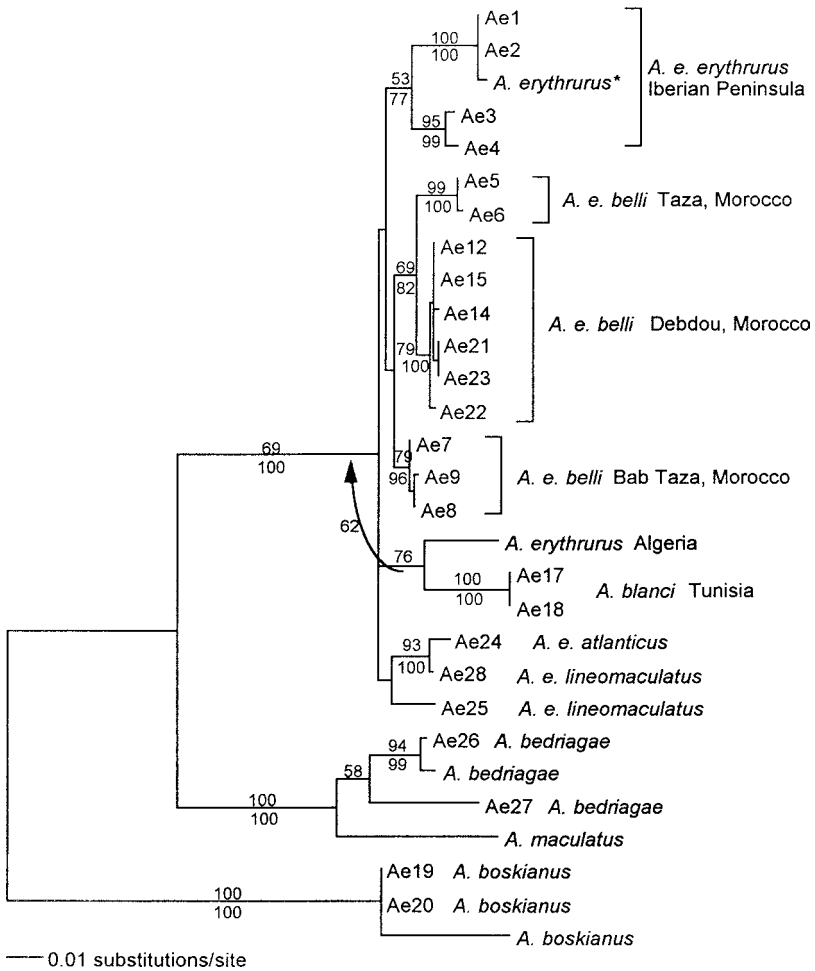 Ae1
100
100
Ae2
A. erythrurus*
A. e. erythrurus
Iberian Peninsula
53
77
95
99
Ae3
Ae4
99
100
Ae5
Ae6
A. e. belli Taza, Morocco
Ae12
69
82
Ae15
Ae14
A. e. belli Debdou, Morocco
79
100
Ae21
Ae23
Ae22
69
100
79
96
Ae7
Ae9
Ae8
A. e. belli Bab Taza, Morocco
62
76
A. erythrurus Algeria
100
100
Ae17
Ae18
A. blanci Tunisia
93
100
Ae24 A. e. atlanticus
Ae28 A. e. lineomaculatus
Ae25 A. e. lineomaculatus
94
99
Ae26 A. bedriagae
58
A. bedriagae
100
100
Ae27 A. bedriagae
A. maculatus
Ae19 A. boskianus
100
100
Ae20 A. boskianus
A. boskianus
0.01 substitutions/site